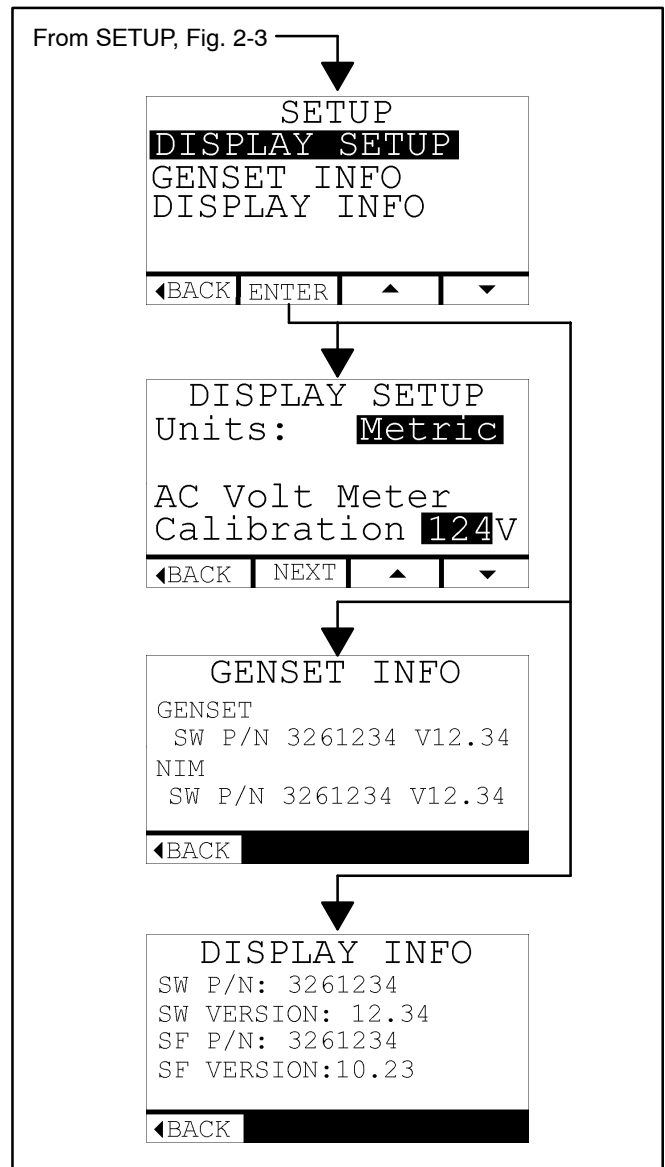 From SETUP, Fig. 2-3
SETUP
DISPLAY SETUP
GENSET INFO
DISPLAY INFO
◀BACK ENTER ▲ ▼
DISPLAY SETUP
Units: Metric
AC Volt Meter
Calibration 124V
◀BACK NEXT ▲ ▼
GENSET INFO
GENSET
SW P/N 3261234 V12.34
NIM
SW P/N 3261234 V12.34
◀BACK
DISPLAY INFO
SW P/N: 3261234
SW VERSION: 12.34
SF P/N: 3261234
SF VERSION:10.23
◀BACK